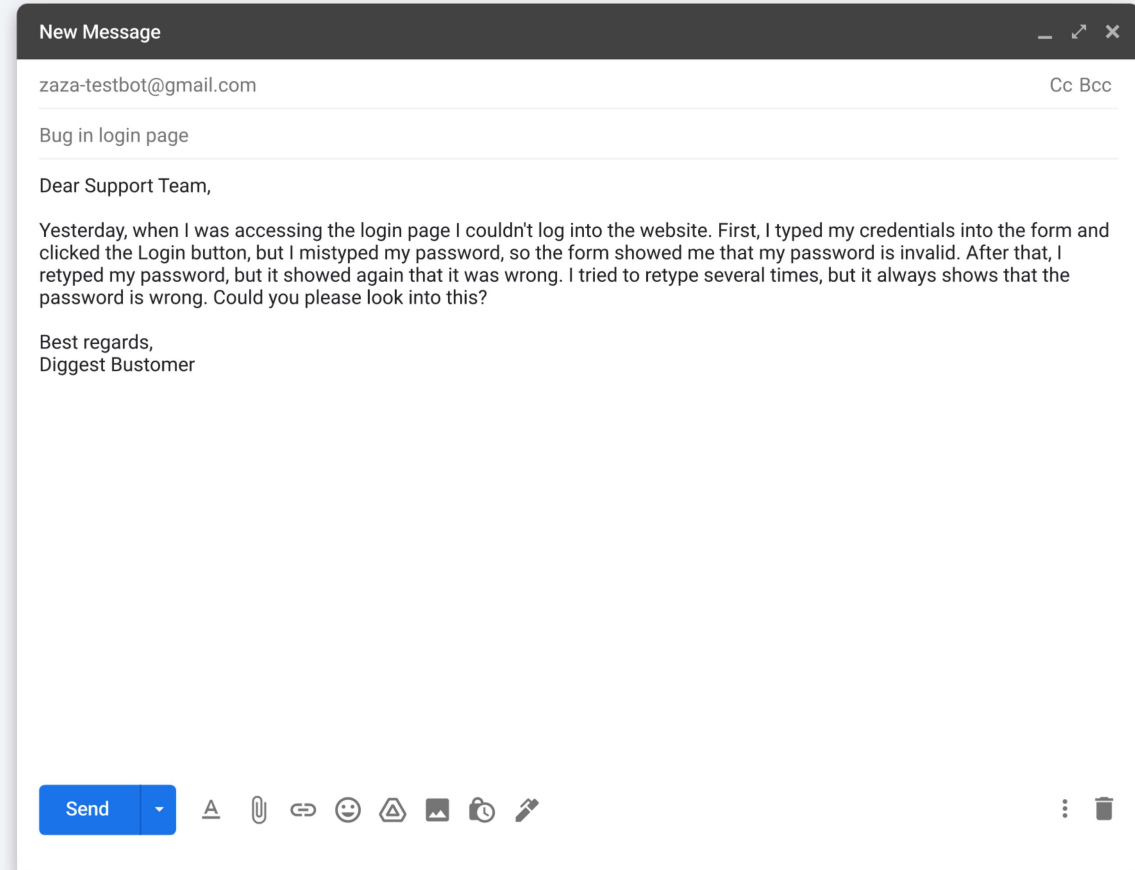 New Message
zaza-testbot@gmail.com Cc Bcc
Bug in login page
Dear Support Team,
Yesterday, when I was accessing the login page I couldn't log into the website. First, I typed my credentials into the form and
clicked the Login button, but I mistyped my password, so the form showed me that my password is invalid. After that, I
retyped my password, but it showed again that it was wrong. I tried to retype several times, but it always shows that the
password is wrong. Could you please look into this?
Best regards,
Diggest Bustomer
Send